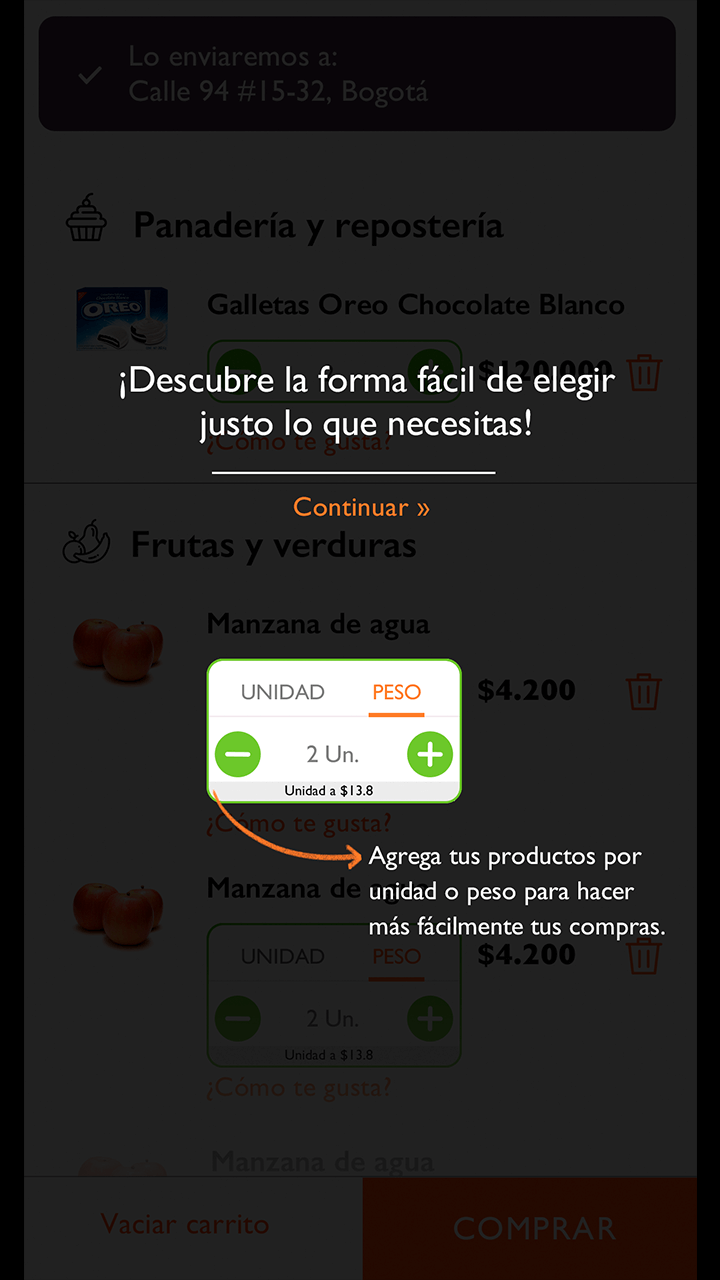 Lo enviaremos a:
Calle 94 #15-32, Bogotá
Panadería y repostería
OREO
Galletas Oreo Chocolate Blanco
$120.000
¡Descubre la forma fácil de elegir
justo lo que necesitas!
¿Cómo te gusta?
Continuar »
Frutas y verduras
Manzana de agua
UNIDAD PESO
$4.200
2 Un.
Unidad a $13.8
¿Cómo te gusta?
Agrega tus productos por
unidad o peso para hacer
más fácilmente tus compras.
Manzana de agua
UNIDAD PESO
$4.200
2 Un.
Unidad a $13.8
¿Cómo te gusta?
Manzana de agua
Vaciar carrito
COMPRAR